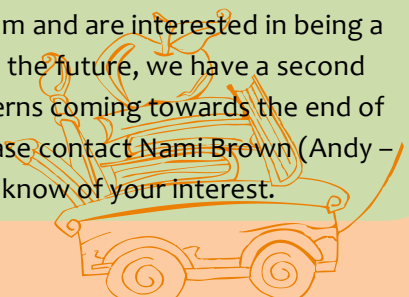 m and are interested in being a
the future, we have a second
erns coming towards the end of
ase contact Nami Brown (Andy –
know of your interest.